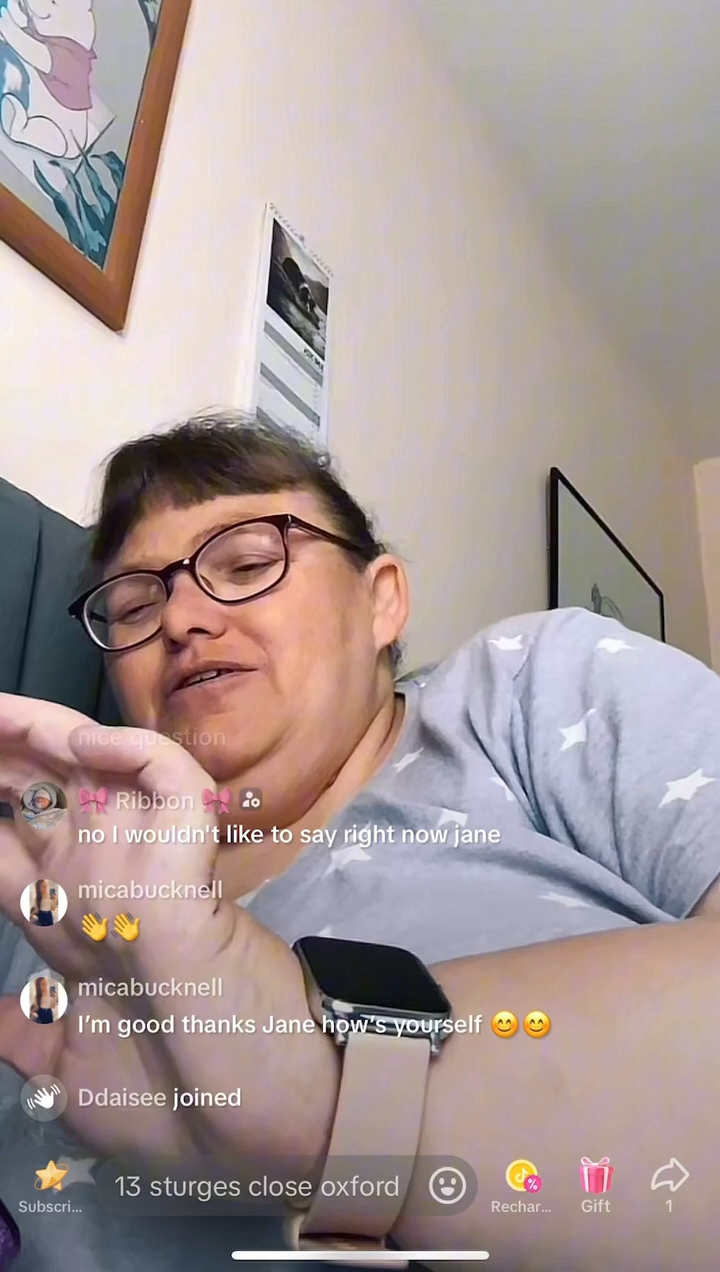 nice question
🎀 Ribbon 🎀
no I wouldn't like to say right now jane
micabucknell
👋👋
micabucknell
I’m good thanks Jane how’s yourself 😊😊
Ddaisee joined
13 sturges close oxford
Subscri...
Rechar...
Gift
1